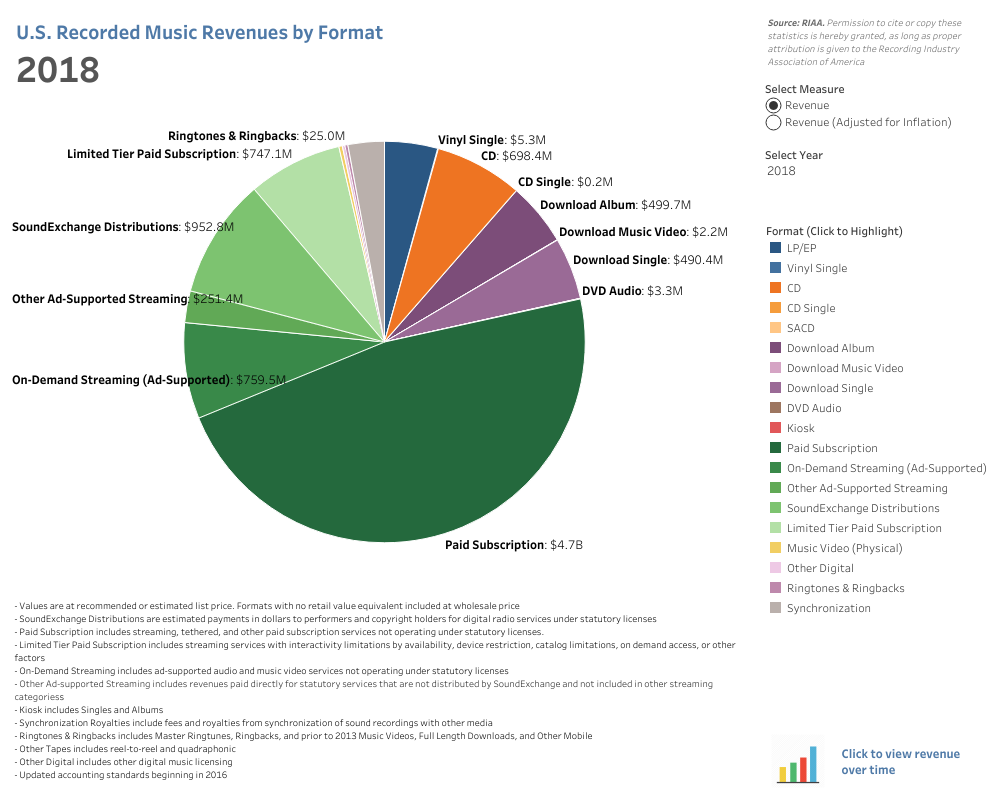 U.S. Recorded Music Revenues by Format
2018
Source: RIAA. Permission to cite or copy these
statistics is hereby granted, as long as proper
attribution is given to the Recording Industry
Association of America
Select Measure
Revenue
Revenue (Adjusted for Inflation)
Select Year
2018
Ringtones & Ringbacks: $25.0M
Limited Tier Paid Subscription: $747.1M
SoundExchange Distributions: $952.8M
Other Ad-Supported Streaming: $251.4M
On-Demand Streaming (Ad-Supported): $759.5M
Vinyl Single: $5.3M
CD: $698.4M
CD Single: $0.2M
Download Album: $499.7M
Download Music Video: $2.2M
Download Single: $490.4M
DVD Audio: $3.3M
Paid Subscription: $4.7B
Format (Click to Highlight)
LP/EP
Vinyl Single
CD
CD Single
SACD
Download Album
Download Music Video
Download Single
DVD Audio
Kiosk
Paid Subscription
On-Demand Streaming (Ad-Supported)
Other Ad-Supported Streaming
SoundExchange Distributions
Limited Tier Paid Subscription
Music Video (Physical)
Other Digital
Ringtones & Ringbacks
Synchronization
- Values are at recommended or estimated list price. Formats with no retail value equivalent included at wholesale price
- SoundExchange Distributions are estimated payments in dollars to performers and copyright holders for digital radio services under statutory licenses
- Paid Subscription includes streaming, tethered, and other paid subscription services not operating under statutory licenses.
- Limited Tier Paid Subscription includes streaming services with interactivity limitations by availability, device restriction, catalog limitations, on demand access, or other
factors
- On-Demand Streaming includes ad-supported audio and music video services not operating under statutory licenses
- Other Ad-supported Streaming includes revenues paid directly for statutory services that are not distributed by SoundExchange and not included in other streaming
categoriess
- Kiosk includes Singles and Albums
- Synchronization Royalties include fees and royalties from synchronization of sound recordings with other media
- Ringtones & Ringbacks includes Master Ringtunes, Ringbacks, and prior to 2013 Music Videos, Full Length Downloads, and Other Mobile
- Other Tapes includes reel-to-reel and quadraphonic
- Other Digital includes other digital music licensing
- Updated accounting standards beginning in 2016
Click to view revenue
over time